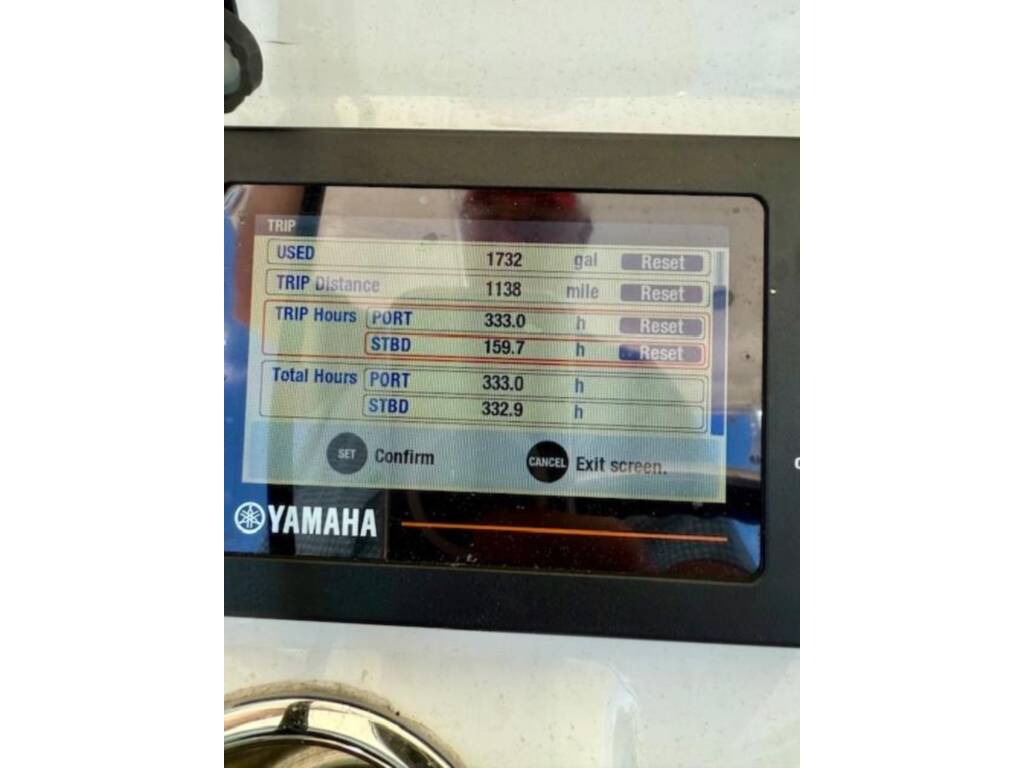 TRIP
USED 1732 gal Reset
TRIP Distance 1138 mile Reset
TRIP Hours PORT 333.0 h Reset
STBD 159.7 h Reset
Total Hours PORT 333.0 h
STBD 332.9 h
SET Confirm CANCEL Exit screen.
YAMAHA